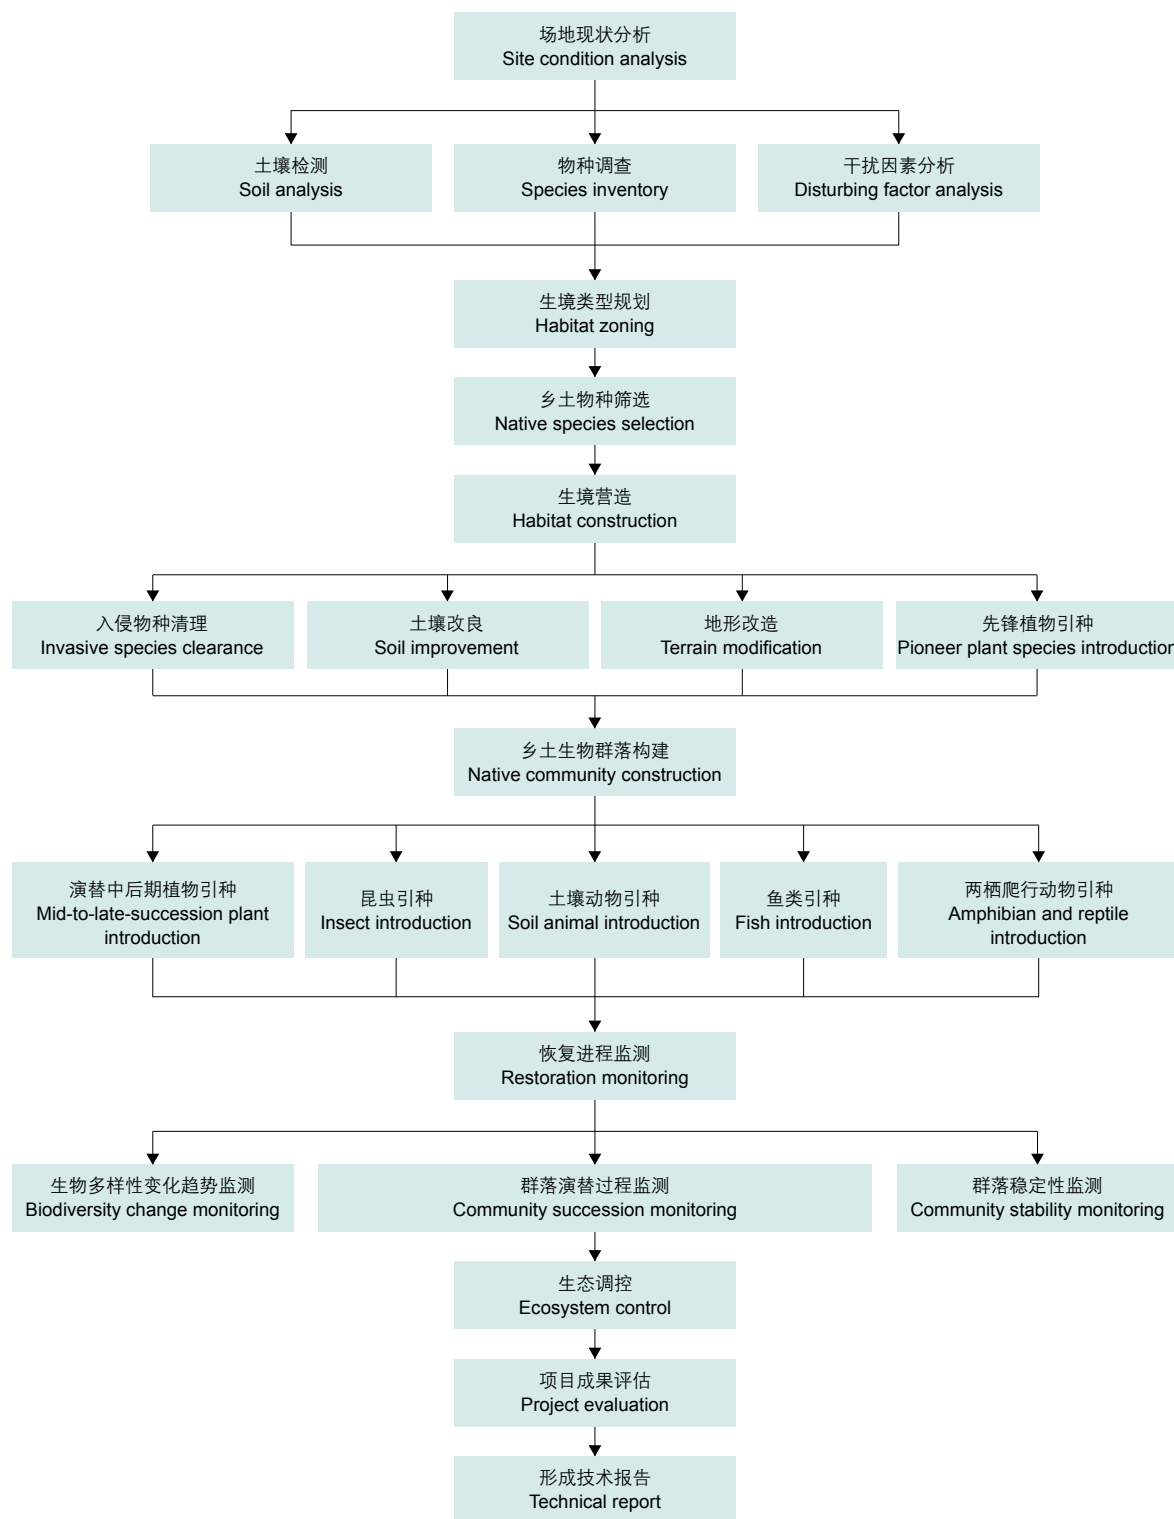 场地现状分析
Site condition analysis
土壤检测
Soil analysis
物种调查
Species inventory
干扰因素分析
Disturbing factor analysis
生境类型规划
Habitat zoning
乡土物种筛选
Native species selection
生境营造
Habitat construction
入侵物种清理
Invasive species clearance
土壤改良
Soil improvement
地形改造
Terrain modification
先锋植物引种
Pioneer plant species introduction
乡土生物群落构建
Native community construction
演替中后期植物引种
Mid-to-late-succession plant
introduction
昆虫引种
Insect introduction
土壤动物引种
Soil animal introduction
鱼类引种
Fish introduction
两栖爬行动物引种
Amphibian and reptile
introduction
恢复进程监测
Restoration monitoring
生物多样性变化趋势监测
Biodiversity change monitoring
群落演替过程监测
Community succession monitoring
群落稳定性监测
Community stability monitoring
生态调控
Ecosystem control
项目成果评估
Project evaluation
形成技术报告
Technical report